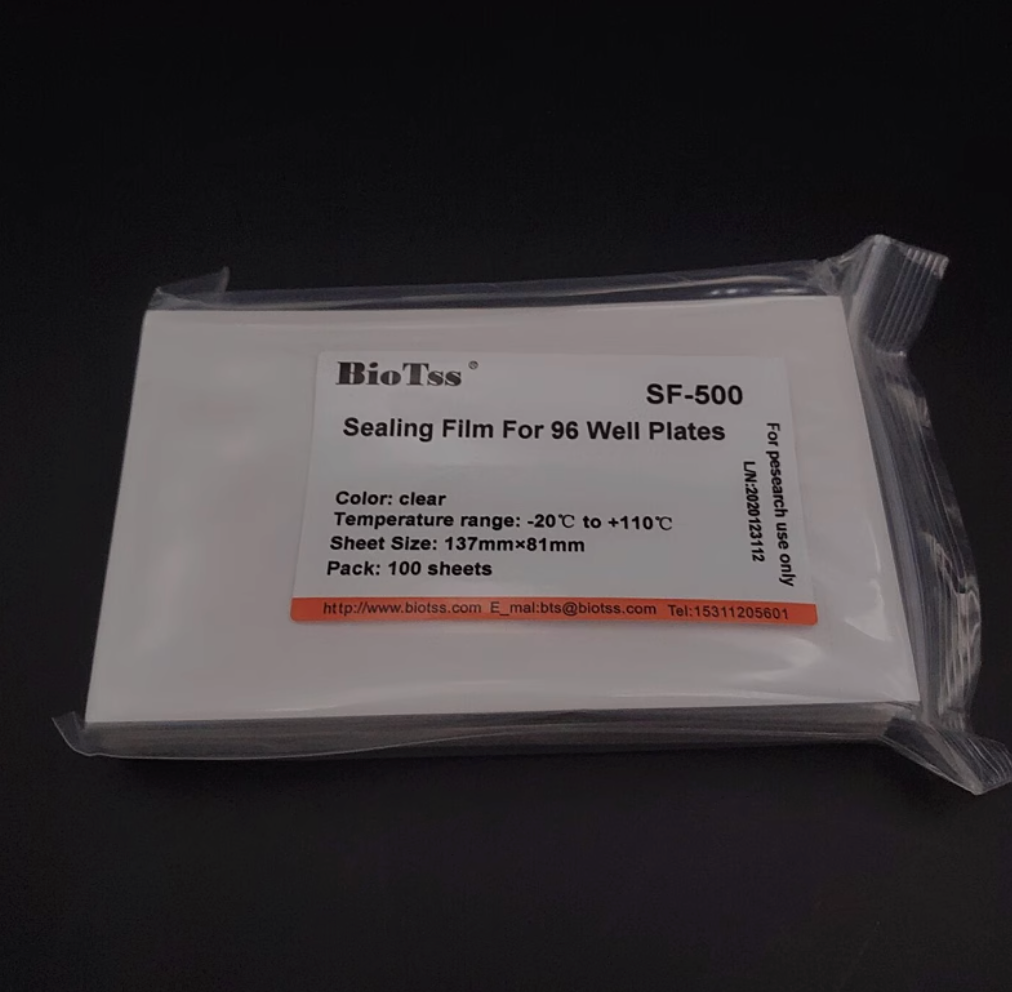 BioTss®
SF-500
Sealing Film For 96 Well Plates
Color: clear
Temperature range: -20℃ to +110℃
Sheet Size: 137mm×81mm
Pack: 100 sheets
For pesearch use only
L/N:2020123112
http://www.biotss.com E_mal:bts@biotss.com Tel:15311205601